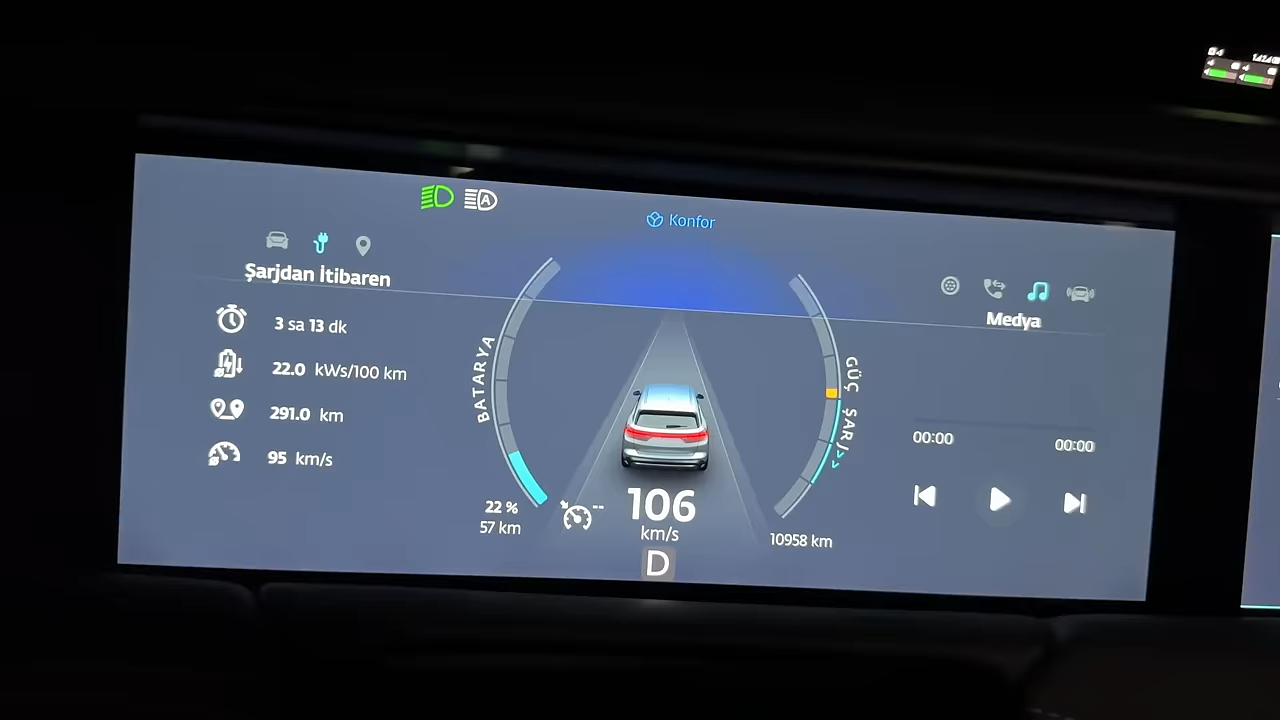 Konfor
Şarjdan İtibaren
3 sa 13 dk
22.0 kWs/100 km
291.0 km
95 km/s
BATARYA
22 %
57 km
106
km/s
D
GÜÇ
ŞARJ
10958 km
Medya
00:00
00:00
A